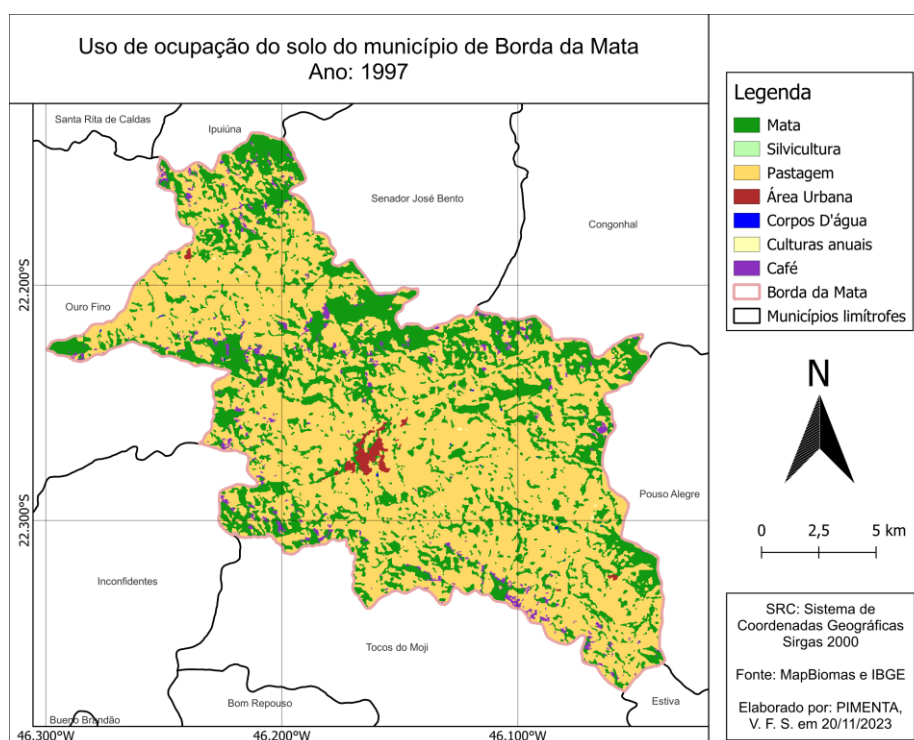 Uso de ocupação do solo do município de Borda da Mata
Ano: 1997
Santa Rita de Caldas
Ipuiúna
Senador José Bento
Congonhal
Ouro Fino
Pouso Alegre
Inconfidentes
Tocos do Moji
Bom Repouso
Estiva
Bueno Brandão
22.200°S
22.300°S
46.300°W
46.200°W
46.100°W
Legenda
Mata
Silvicultura
Pastagem
Área Urbana
Corpos D'água
Culturas anuais
Café
Borda da Mata
Municípios limítrofes
N
0 2,5 5 km
SRC: Sistema de
Coordenadas Geográficas
Sirgas 2000
Fonte: MapBiomas e IBGE
Elaborado por: PIMENTA,
V. F. S. em 20/11/2023